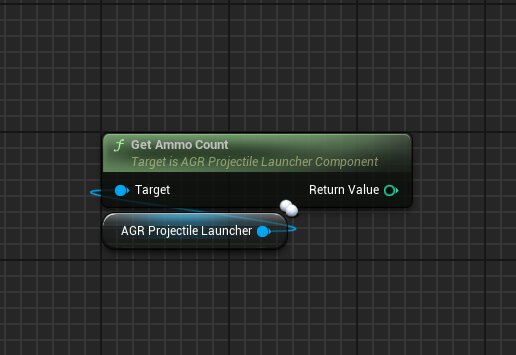 Get Ammo Count
Target is AGR Projectile Launcher Component
Target
Return Value
AGR Projectile Launcher